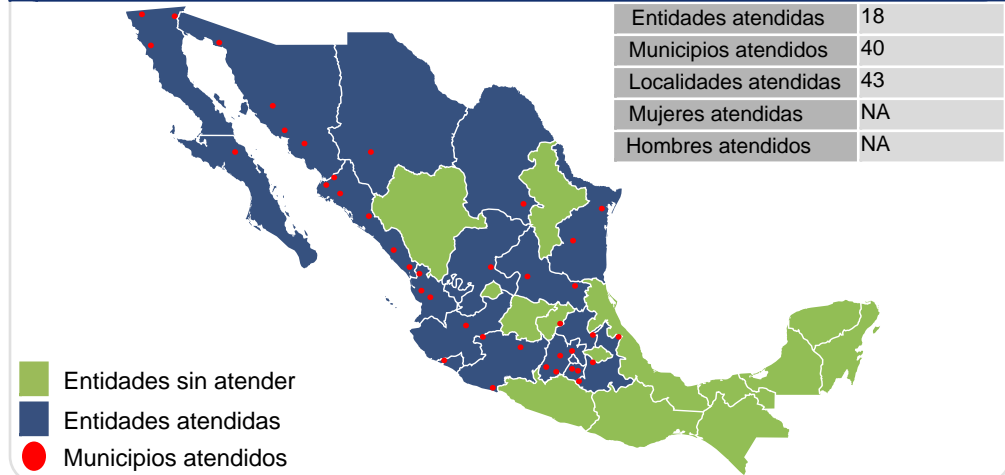 Entidades atendidas 18
Municipios atendidos 40
Localidades atendidas 43
Mujeres atendidas NA
Hombres atendidos NA
Entidades sin atender
Entidades atendidas
Municipios atendidos